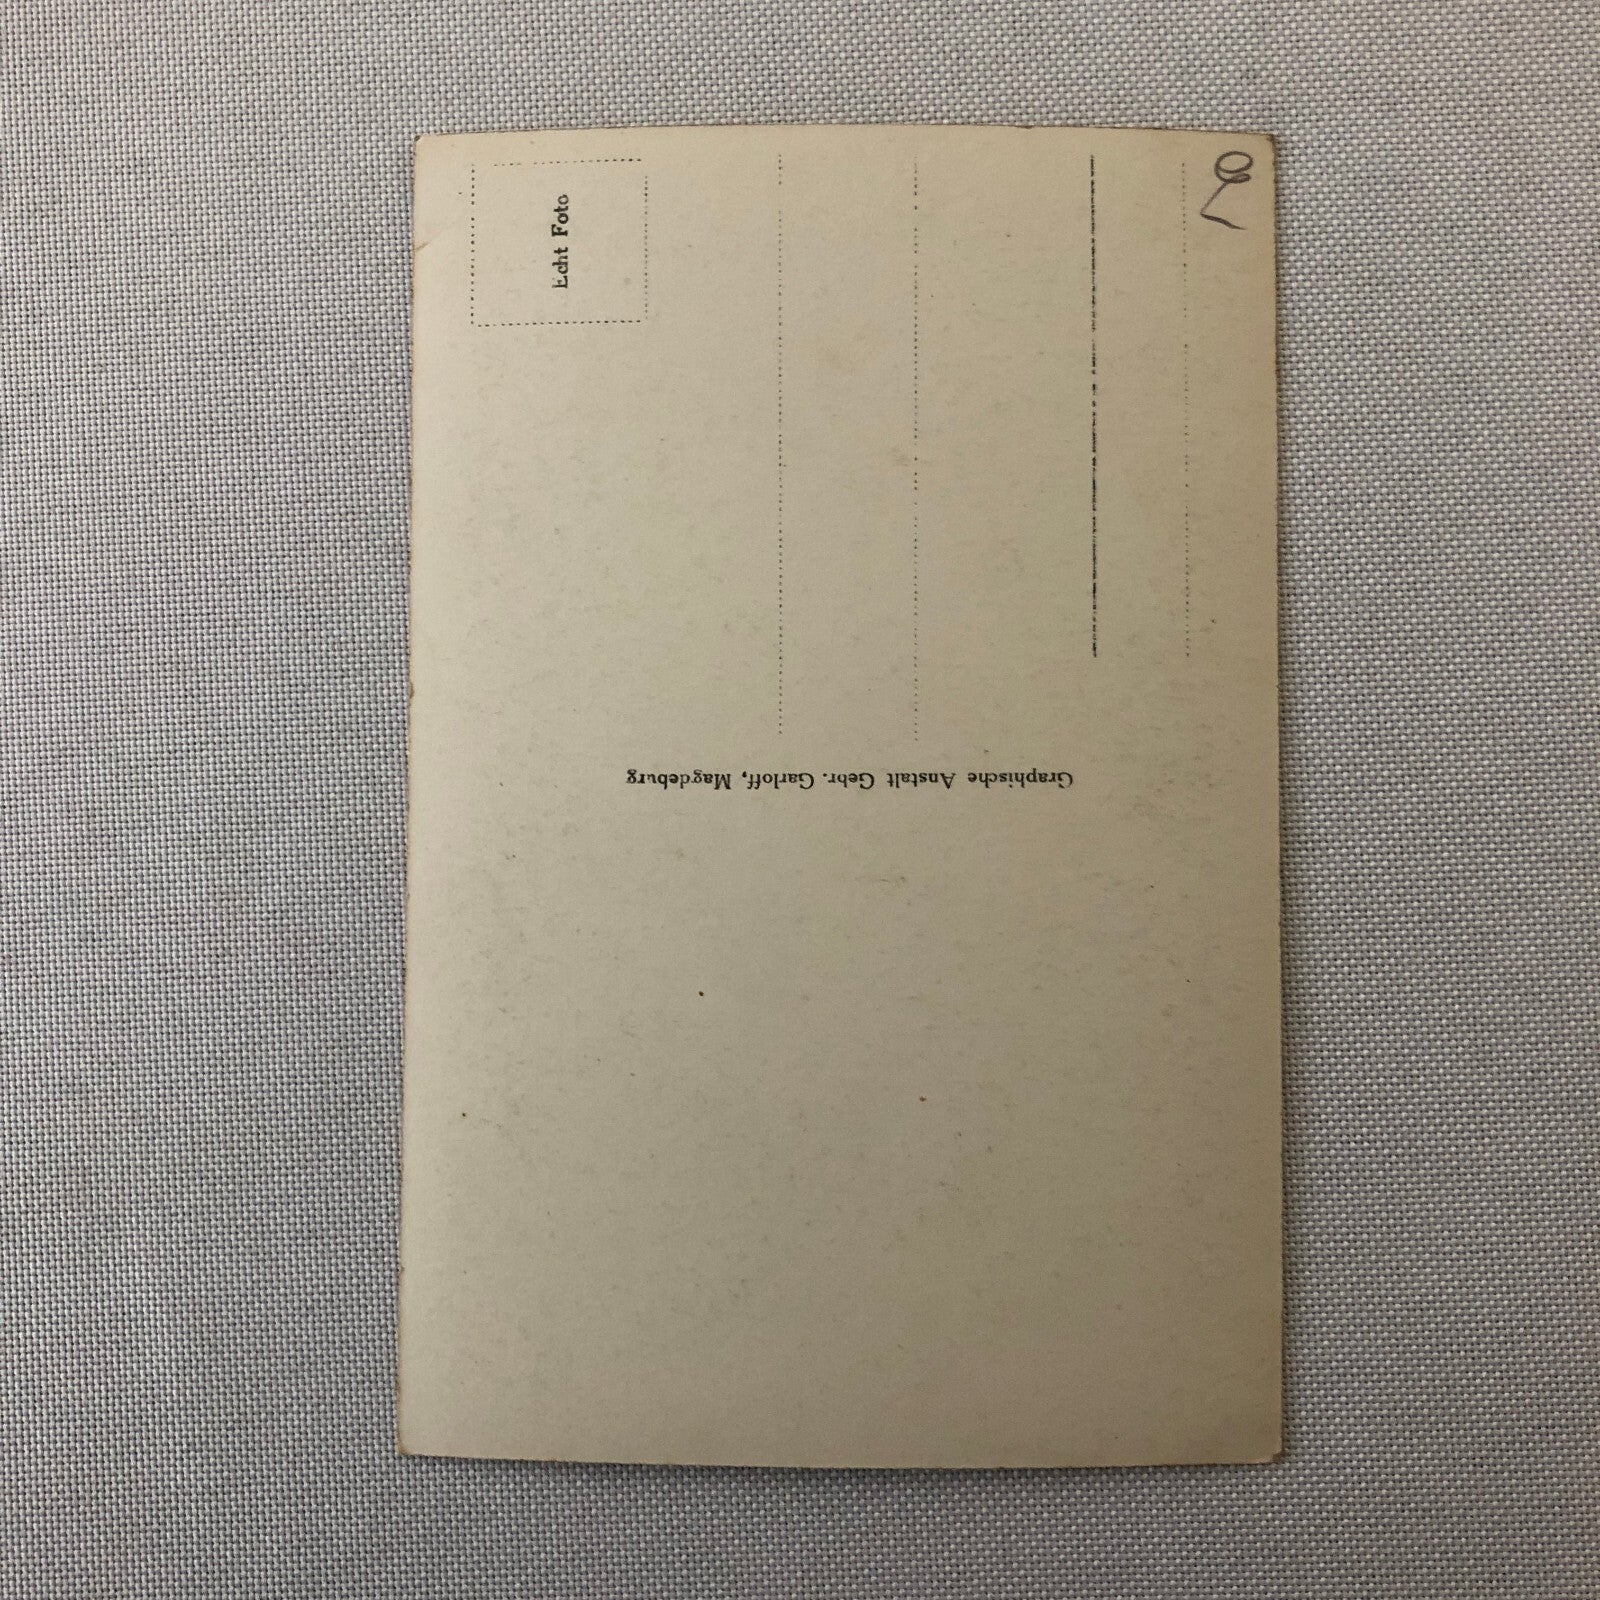 Echt Foto
Graphische Anstalt Gebr. Garloff, Magdeburg